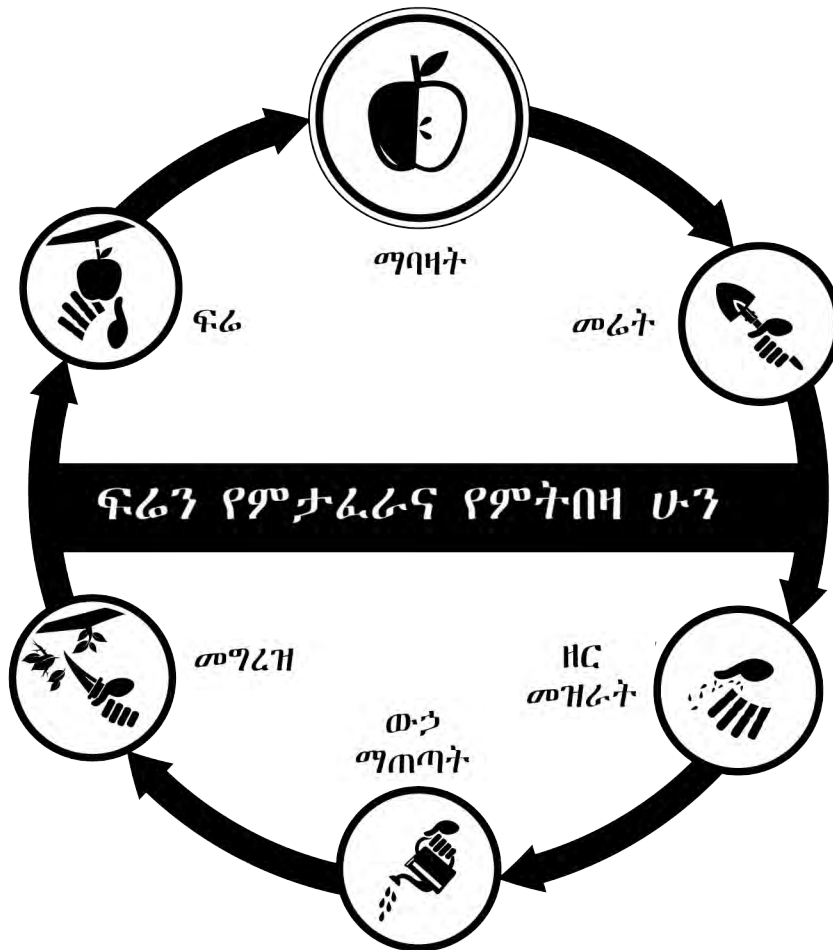 ማባዛት
ፍሬ
መሬት
ፍሬን የምታፈራና የምትበዛ ሁን
መግረዝ
ዘር
መዝራት
ውኃ
ማጠጣት